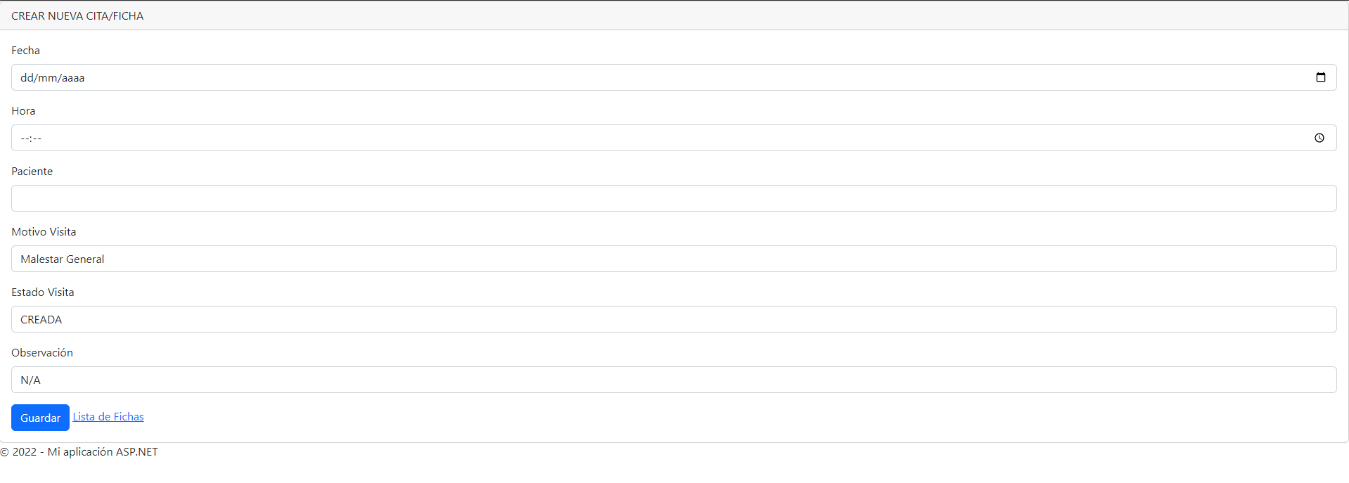 CREAR NUEVA CITA/FICHA
Fecha
dd/mm/aaaa
Hora
--:--
Paciente
Motivo Visita
Malestar General
Estado Visita
CREADA
Observación
N/A
Guardar Lista de Fichas
© 2022 - Mi aplicación ASP.NET